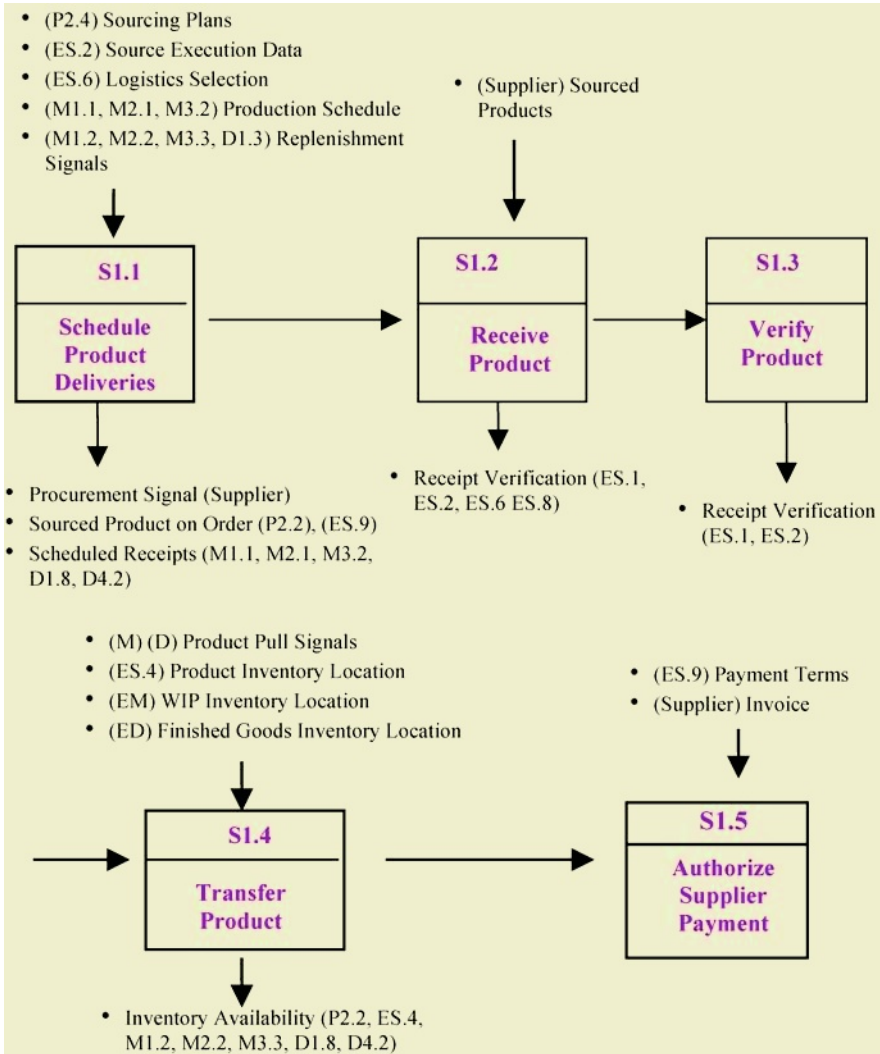 • (P2.4) Sourcing Plans
• (ES.2) Source Execution Data
• (ES.6) Logistics Selection
• (M1.1, M2.1, M3.2) Production Schedule
• (M1.2, M2.2, M3.3, D1.3) Replenishment
Signals
• (Supplier) Sourced
Products
S1.1
Schedule
Product
Deliveries
S1.2
Receive
Product
S1.3
Verify
Product
• Procurement Signal (Supplier)
• Sourced Product on Order (P2.2), (ES.9)
• Scheduled Receipts (M1.1, M2.1, M3.2,
D1.8, D4.2)
• Receipt Verification (ES.1,
ES.2, ES.6 ES.8)
• Receipt Verification
(ES.1, ES.2)
• (M) (D) Product Pull Signals
• (ES.4) Product Inventory Location
• (EM) WIP Inventory Location
• (ED) Finished Goods Inventory Location
• (ES.9) Payment Terms
• (Supplier) Invoice
S1.4
Transfer
Product
S1.5
Authorize
Supplier
Payment
• Inventory Availability (P2.2, ES.4,
M1.2, M2.2, M3.3, D1.8, D4.2)